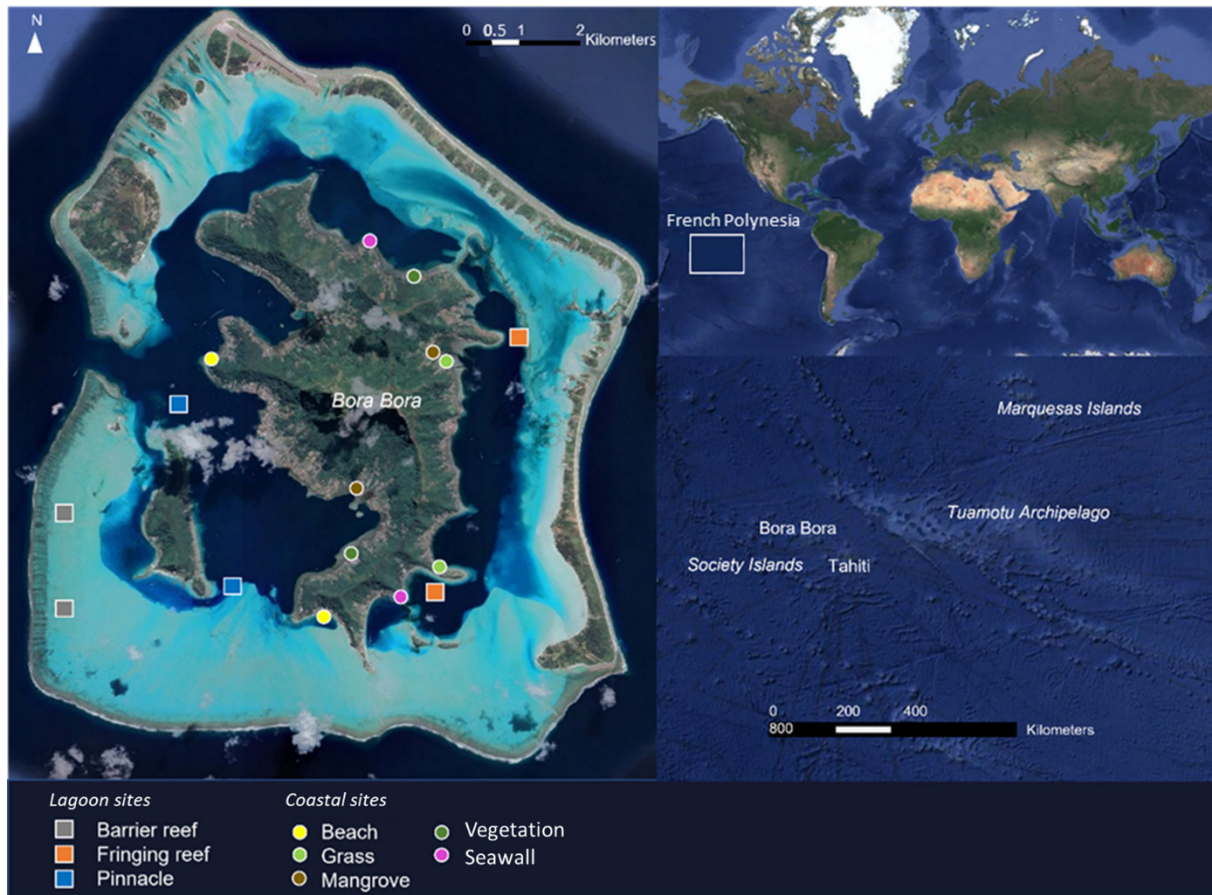 N
0 0.5 1 2
Kilometers
Bora Bora
French Polynesia
Marquesas Islands
Tuamotu Archipelago
Bora Bora
Society Islands Tahiti
0 200 400
800 Kilometers
Lagoon sites
Barrier reef
Fringing reef
Pinnacle
Coastal sites
Beach
Grass
Mangrove
Vegetation
Seawall